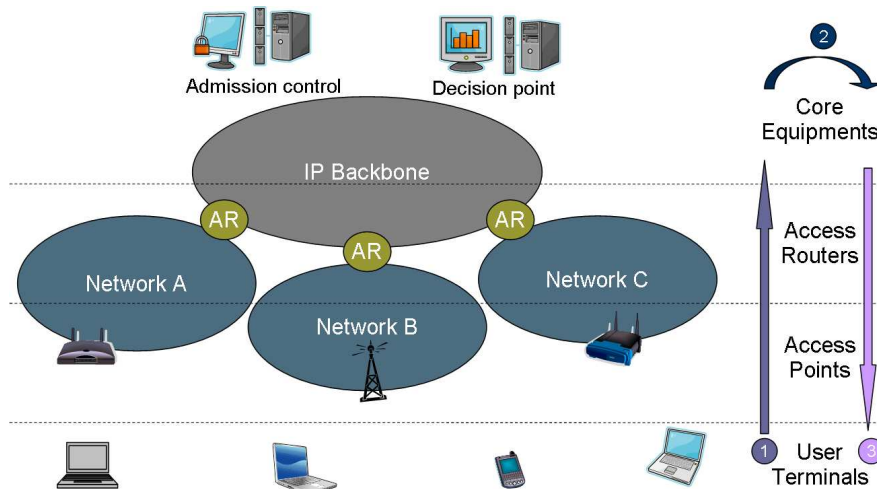 2
Admission control
Decision point
Core
Equipments
IP Backbone
AR
AR
AR
Access
Routers
Network A
Network C
Network B
Access
Points
1
User
Terminals
3